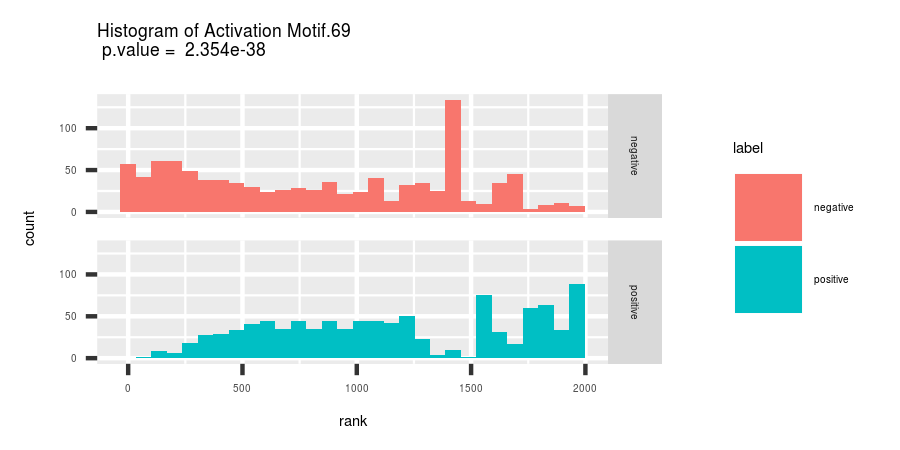 Histogram of Activation Motif.69
p.value = 2.354e-38
count
100
50
0
negative
100
50
0
positive
0 500 1000 1500 2000
rank
label
negative
positive